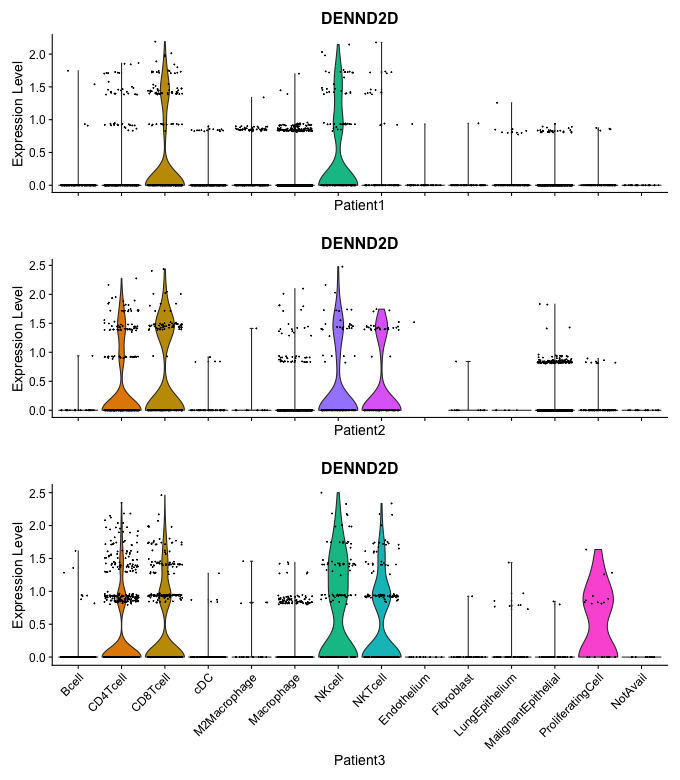 DENND2D
Expression Level
2.0
1.5
1.0
0.5
0.0
Patient1
DENND2D
Expression Level
2.5
2.0
1.5
1.0
0.5
0.0
Patient2
DENND2D
Expression Level
2.5
2.0
1.5
1.0
0.5
0.0
Bcell
CD4Tcell
CD8Tcell
cDC
M2Macrophage
Macrophage
NKcell
NKTcell
Endothelium
Fibroblast
LungEpithelium
MalignantEpithelial
ProliferatingCell
NotAvail
Patient3